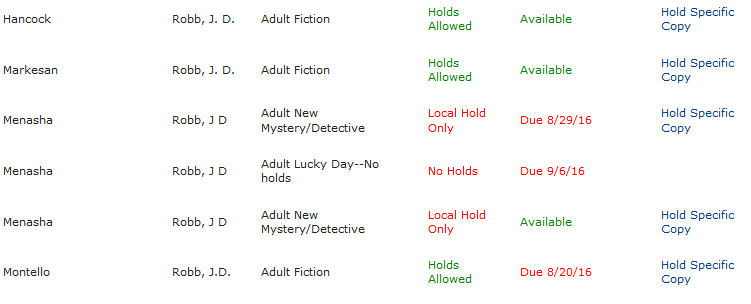 Hancock Robb, J. D. Adult Fiction Holds Allowed Available Hold Specific Copy
Markesan Robb, J. D. Adult Fiction Holds Allowed Available Hold Specific Copy
Menasha Robb, J D Adult New Mystery/Detective Local Hold Only Due 8/29/16 Hold Specific Copy
Menasha Robb, J D Adult Lucky Day--No holds No Holds Due 9/6/16
Menasha Robb, J D Adult New Mystery/Detective Local Hold Only Available Hold Specific Copy
Montello Robb, J.D. Adult Fiction Holds Allowed Due 8/20/16 Hold Specific Copy